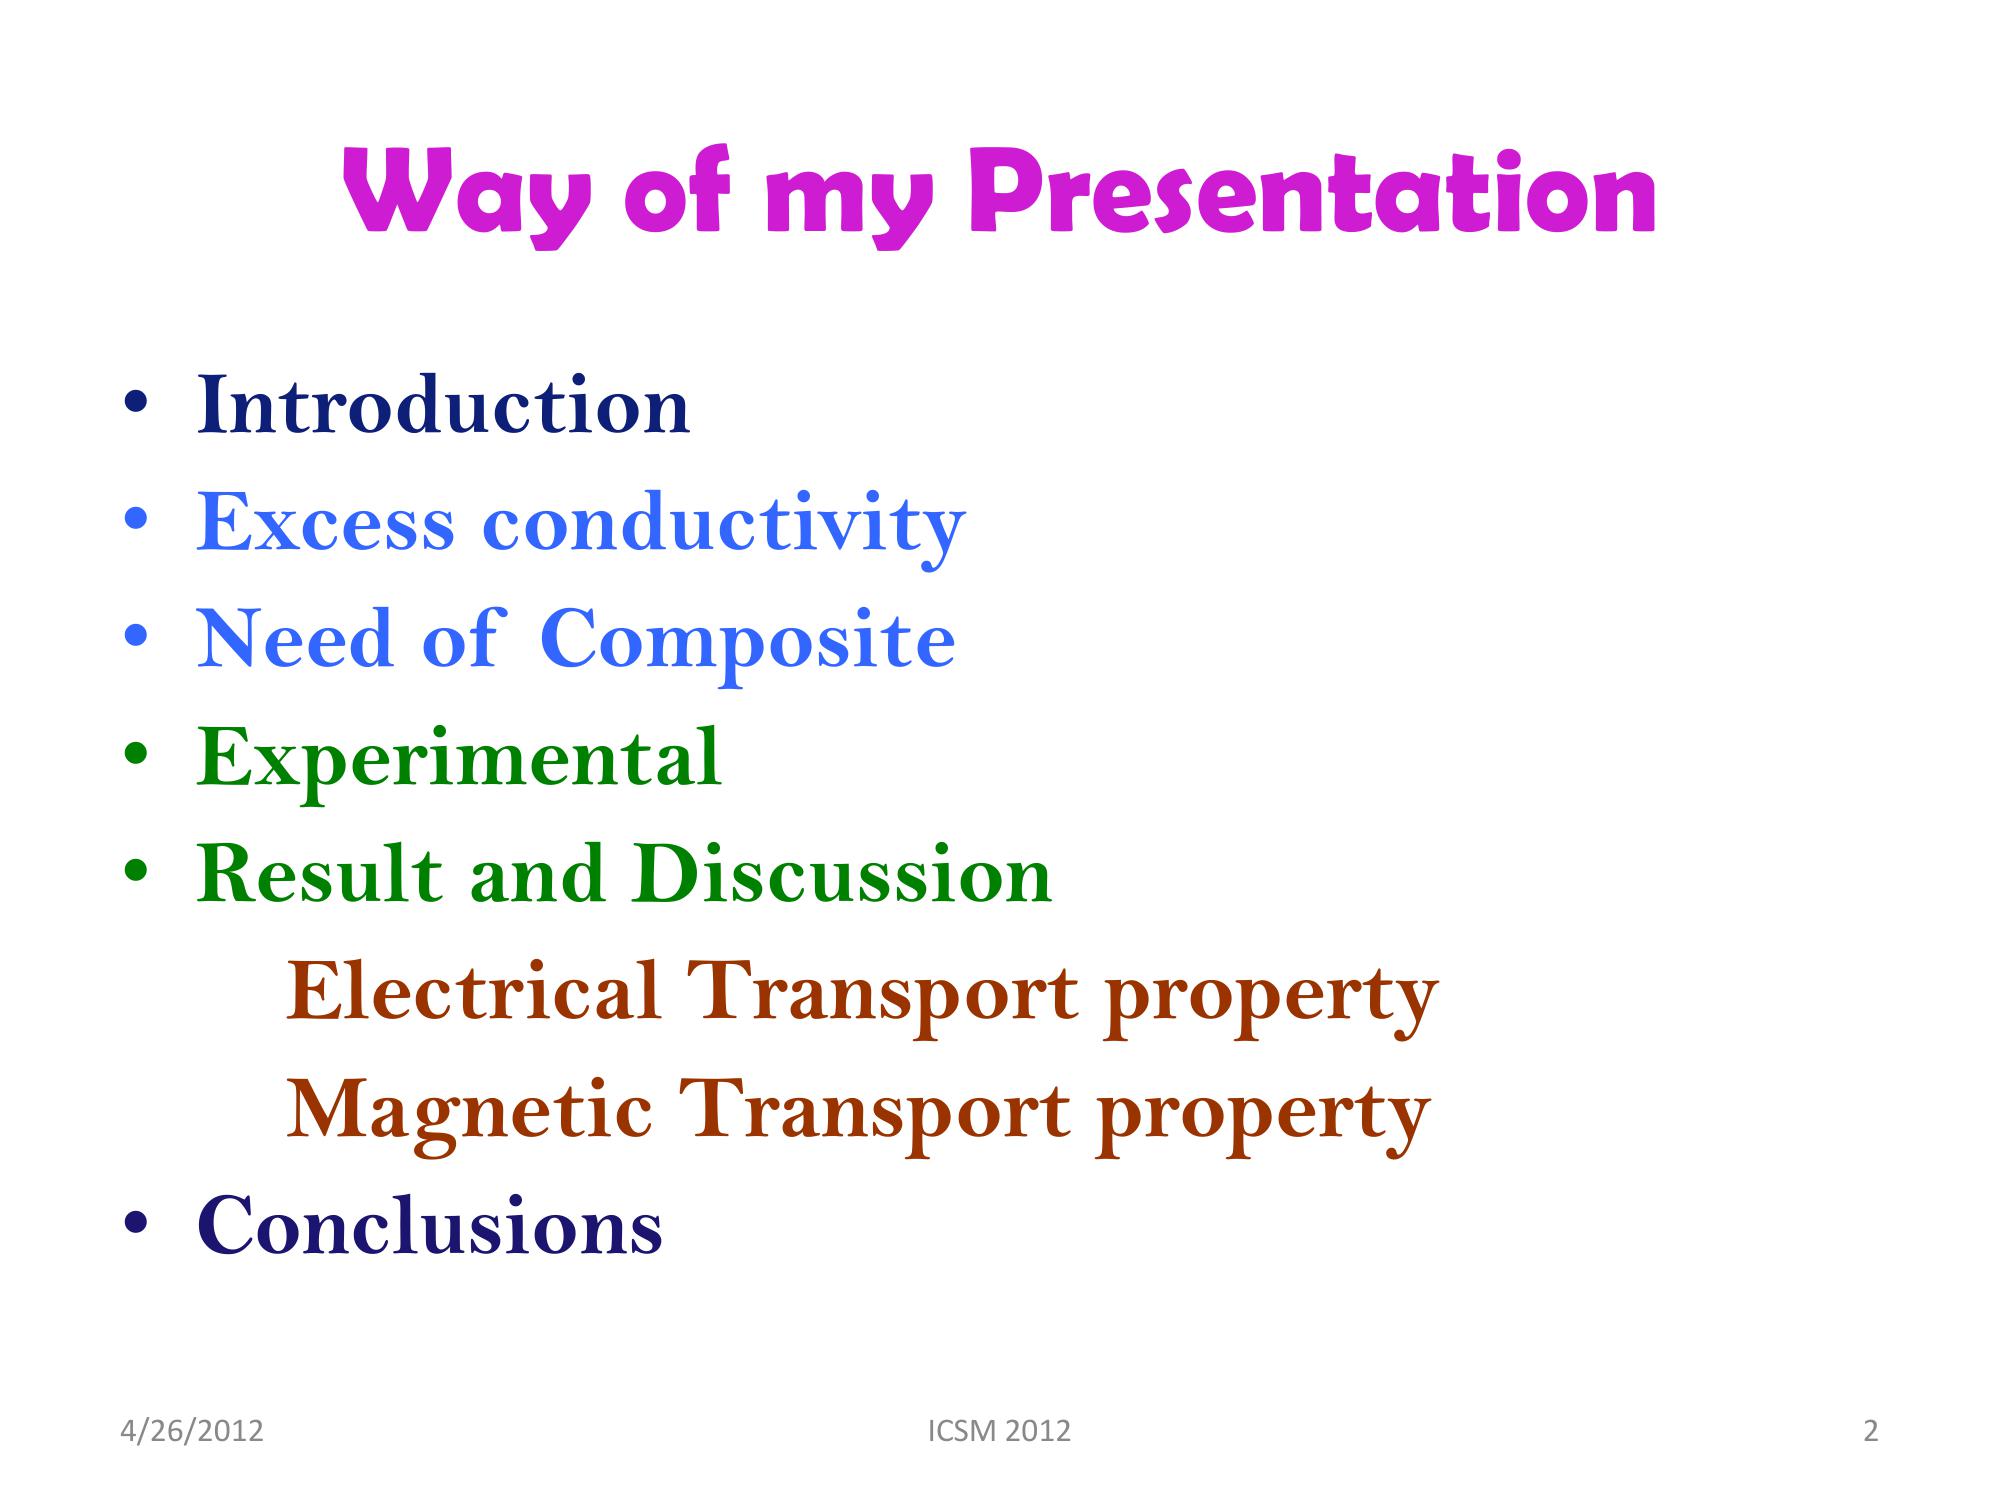 Way of my Presentation
• Introduction
• Excess conductivity
• Need of Composite
• Experimental
• Result and Discussion
Electrical Transport property
Magnetic Transport property
• Conclusions
4/26/2012 ICSM 2012 2